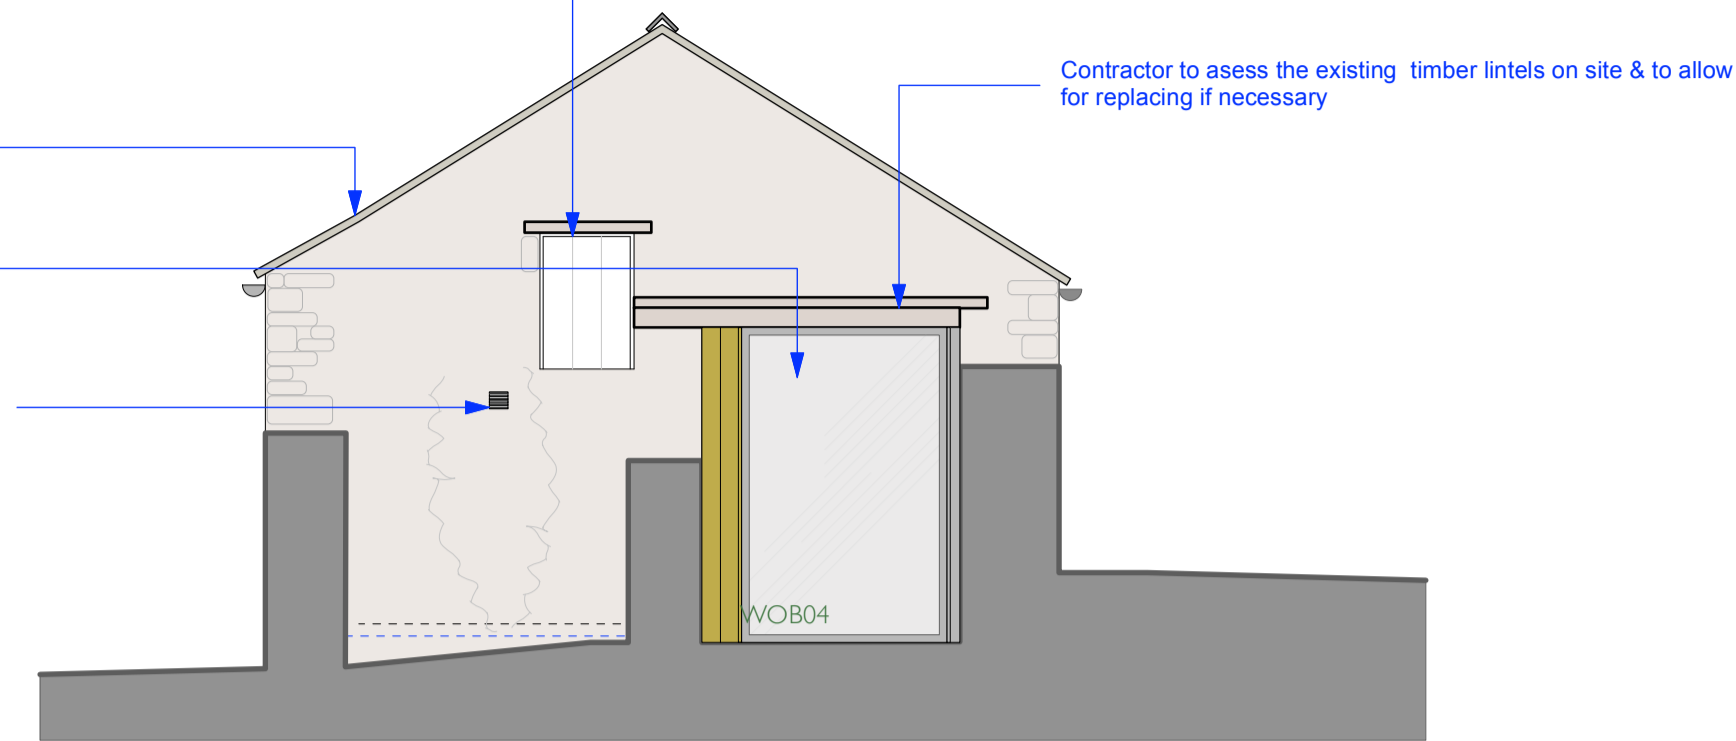 Contractor to asess the existing  timber lintels on site & to allow
for replacing if necessary
WOB04